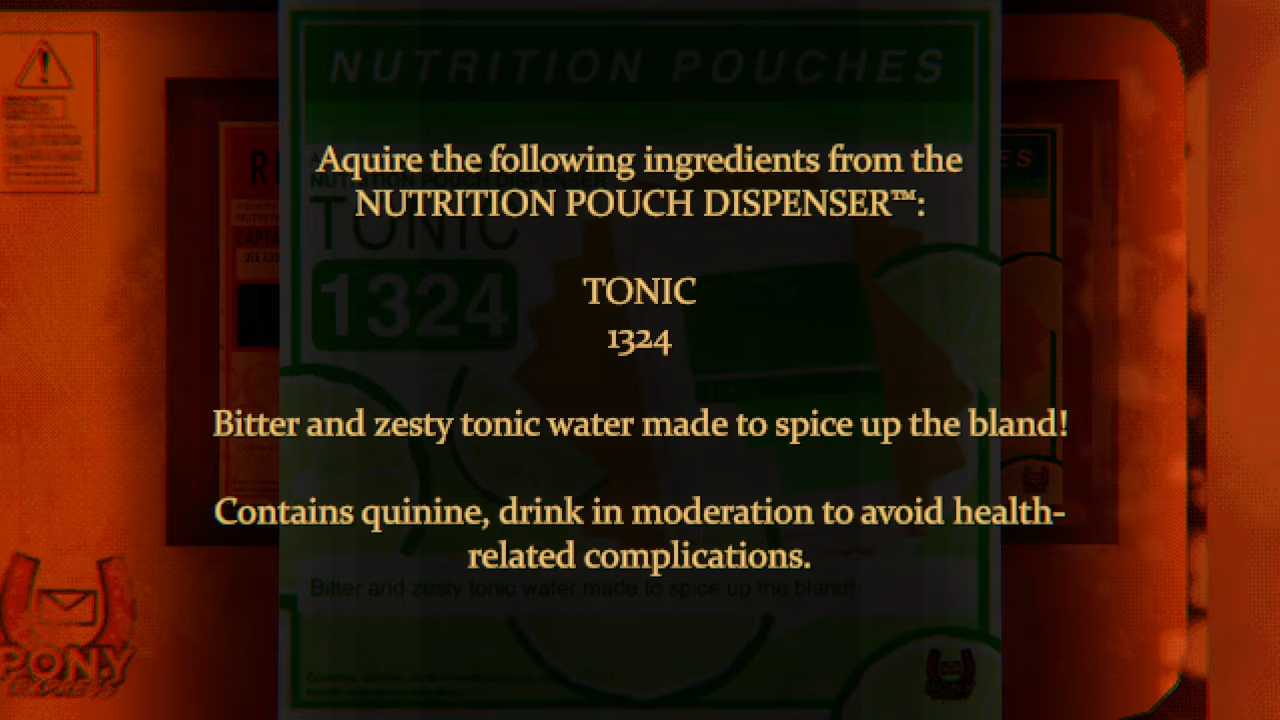 NUTRITION POUCHES
Aquire the following ingredients from the
NUTRITION POUCH DISPENSER™:
TONIC
1324
TONIC
1324
Bitter and zesty tonic water made to spice up the bland!
Contains quinine, drink in moderation to avoid health-
related complications.
Bitter and zesty tonic water made to spice up the bland!
PONY